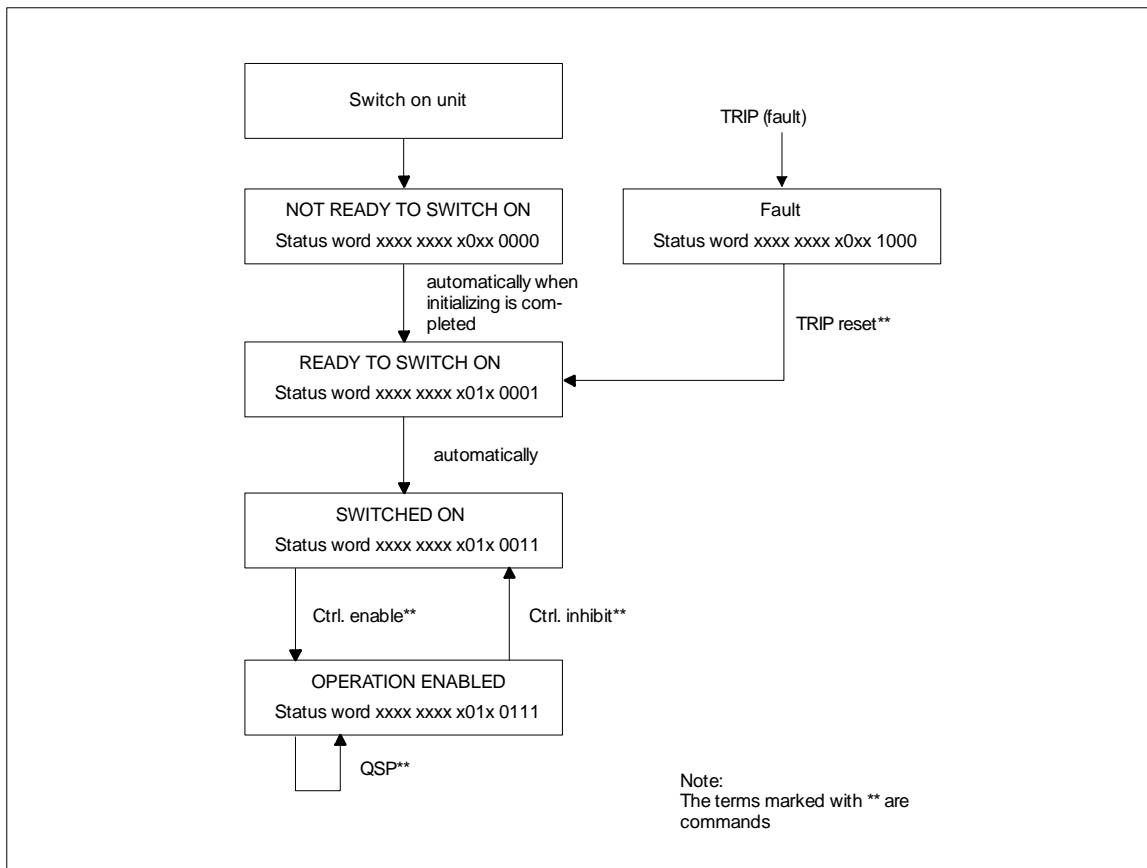 Switch on unit
TRIP (fault)
NOT READY TO SWITCH ON
Status word xxxx xxxx x0xx 0000
Fault
Status word xxxx xxxx x0xx 1000
automatically when
initializing is com-
pleted
TRIP reset**
READY TO SWITCH ON
Status word xxxx xxxx x01x 0001
automatically
SWITCHED ON
Status word xxxx xxxx x01x 0011
Ctrl. enable**
Ctrl. inhibit**
OPERATION ENABLED
Status word xxxx xxxx x01x 0111
QSP**
Note:
The terms marked with ** are
commands